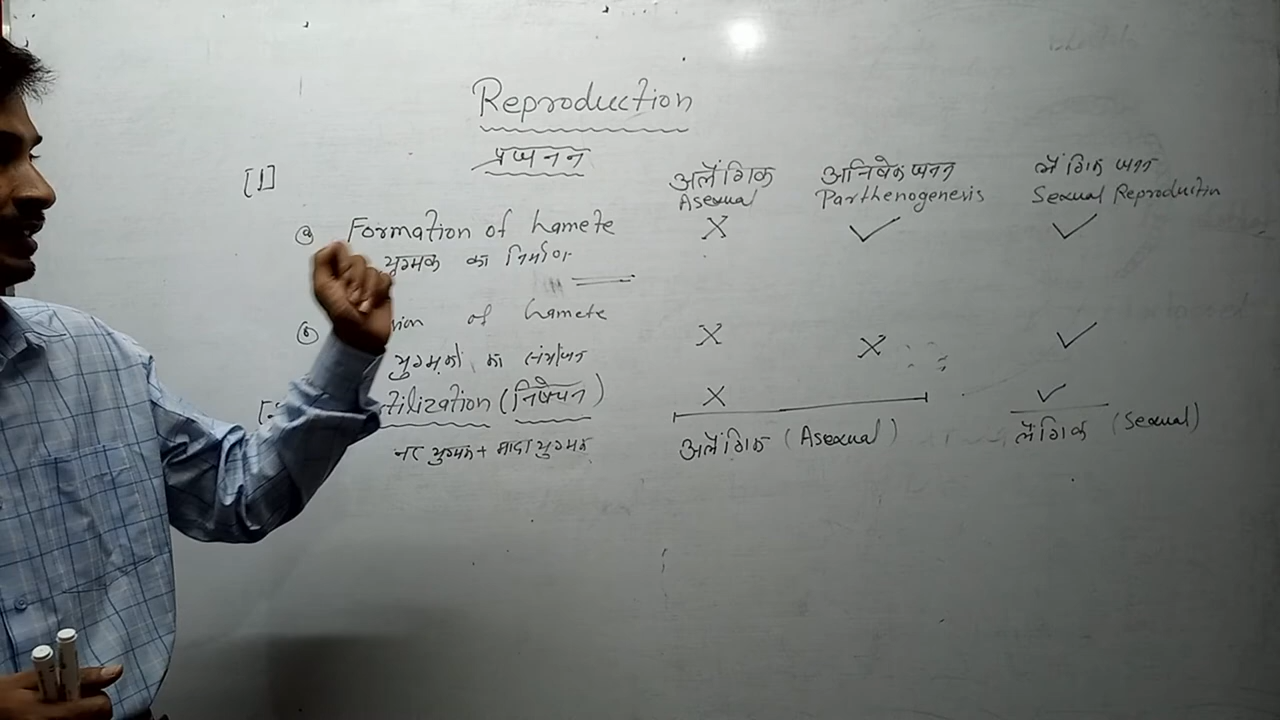 Reproduction
प्रजनन
[1]
अलैंगिक अनिषेक जनन लैंगिक जनन
Asexual Parthenogenesis Sexual Reproduction
ⓐ Formation of Gamete X ✓ ✓
युग्मक का निर्माण
ⓑ sion of Gamete X X ✓
युग्मकों का संयोजन
tilization (निषेचन) X ✓
नर युग्मक + मादा युग्मक अलैंगिक (Asexual) लैंगिक (Sexual)